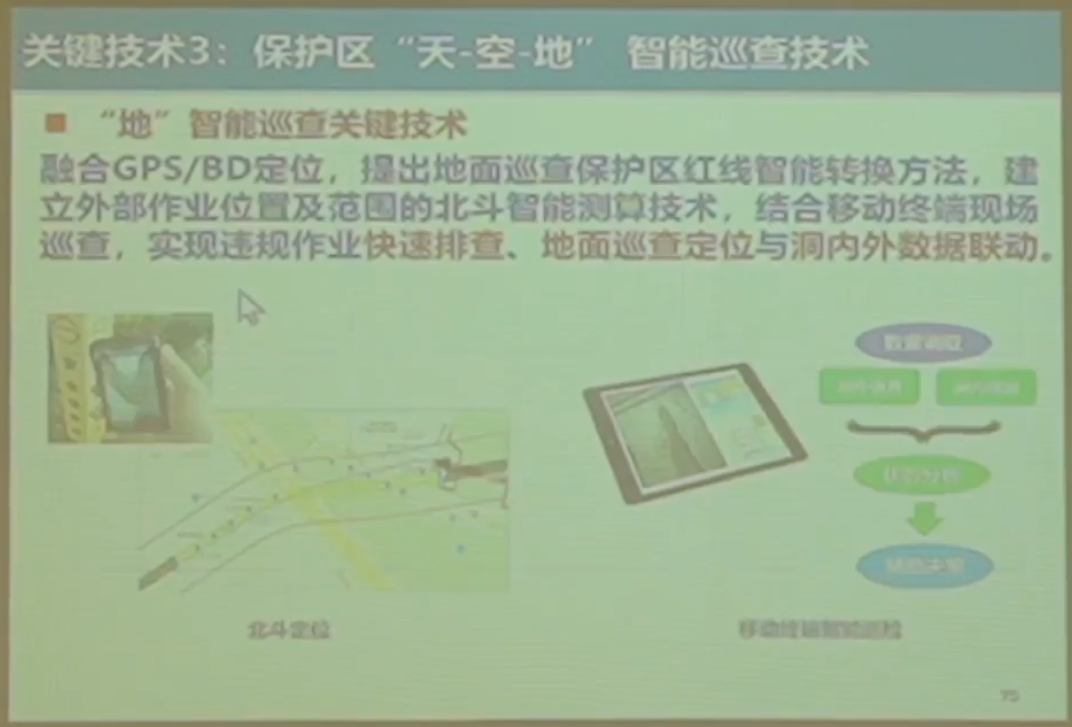 关键技术3：保护区“天-空-地” 智能巡查技术
“地”智能巡查关键技术
融合GPS/BD定位，提出地面巡查保护区红线智能转换方法，建
立外部作业位置及范围的北斗智能测算技术，结合移动终端现场
巡查，实现违规作业快速排查、地面巡查定位与洞内外数据联动。
数据调取
状态分析
辅助决策
北斗定位
移动终端智能巡检
75